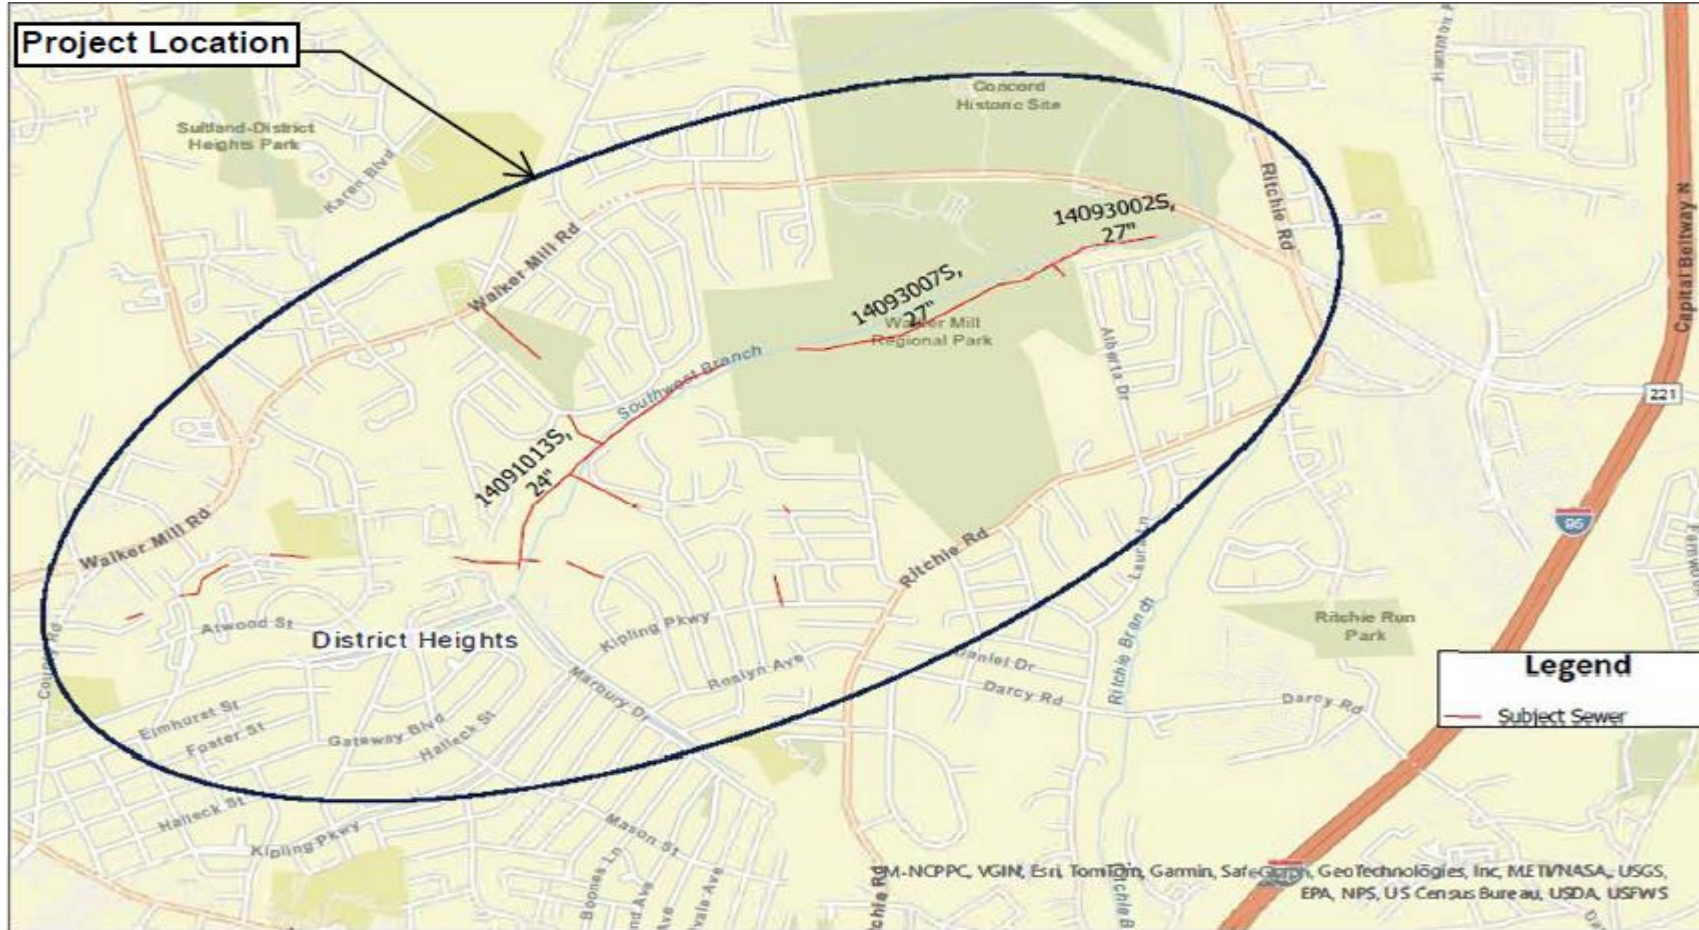 Project Location
Concord
Historic Site
Suitland-District
Heights Park
Karen Blvd
Ritchie Rd
Capital Beltway N
14093002S,
27"
Walker Mill Rd
14093007S,
27"
Walker Mill
Regional Park
Alberta Dr
Southwest Branch
221
14091013S,
24"
Walker Mill Rd
95
Ritchie Rd
Laurel Ln
Atwood St
District Heights
Kipling Pkwy
Ritchie Branch
Ritchie Run
Park
County Rd
Roslyn Ave
Daniel Dr
Darcy Rd
Darcy Rd
Marbury Dr
Legend
Subject Sewer
Elmhurst St
Foster St
Gateway Blvd
Halleck St
Halleck St
Kipling Pkwy
Mason St
Boones Ln
M-NCPPC, VGIN, Esri, TomTom, Garmin, SafeGraph, GeoTechnologies, Inc, METI/NASA, USGS,
EPA, NPS, US Census Bureau, USDA, USFWS